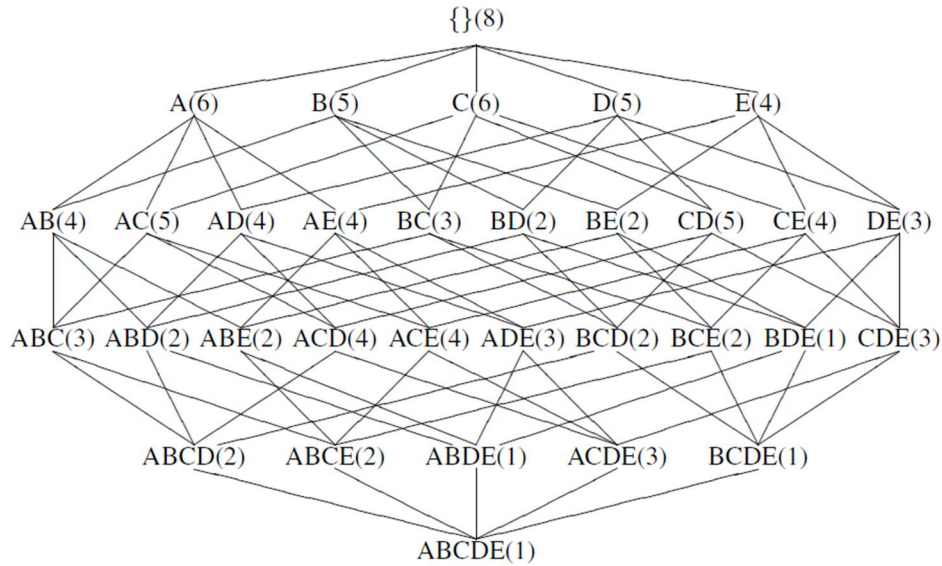 {}(8)
A(6) B(5) C(6) D(5) E(4)
AB(4) AC(5) AD(4) AE(4) BC(3) BD(2) BE(2) CD(5) CE(4) DE(3)
ABC(3) ABD(2) ABE(2) ACD(4) ACE(4) ADE(3) BCD(2) BCE(2) BDE(1) CDE(3)
ABCD(2) ABCE(2) ABDE(1) ACDE(3) BCDE(1)
ABCDE(1)